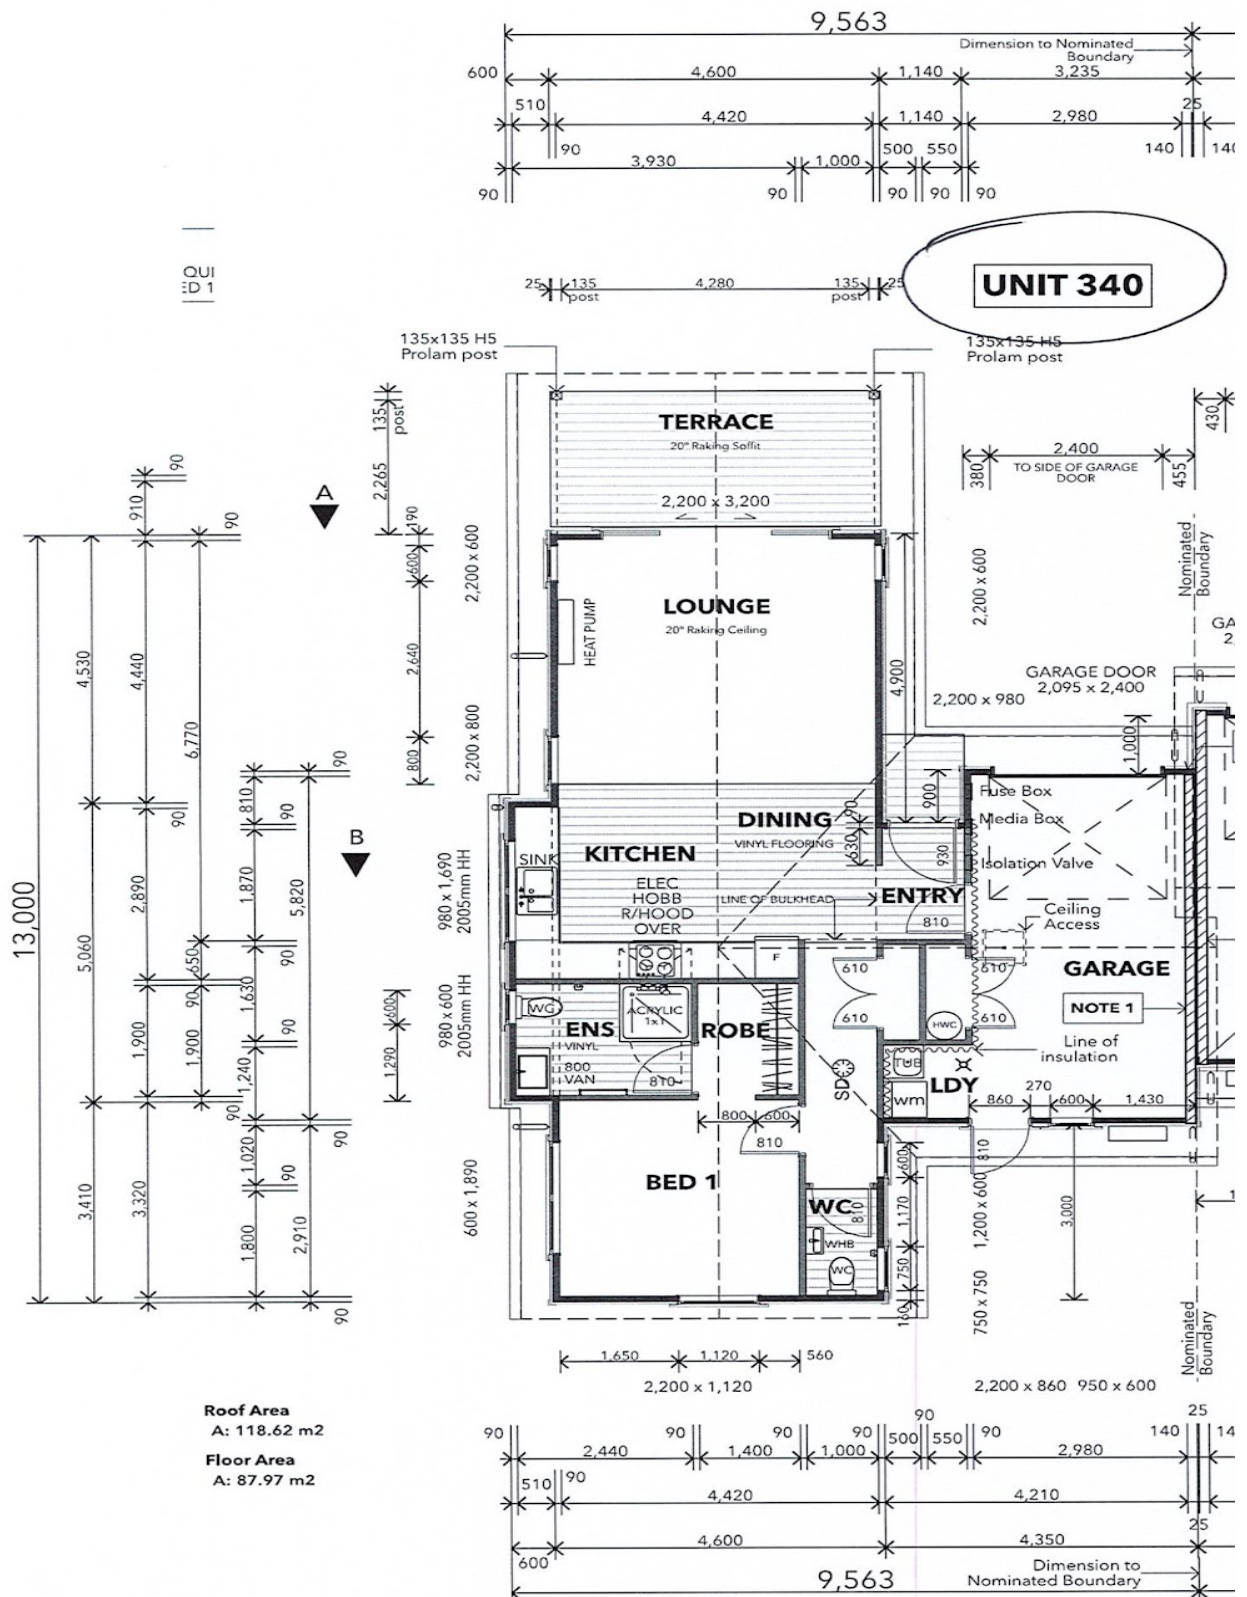 9,563
Dimension to Nominated
Boundary
600
4,600
1,140
3,235
510
4,420
1,140
2,980
25
90
140
140
3,930
1,000
500
550
90
90
90
90
90
UNIT 340
QUI
ED 1
25
135
post
4,280
135
post
25
135x135 H5
Prolam post
135x135 H5
Prolam post
TERRACE
20° Raking Soffit
2,200 x 3,200
135
post
2,265
190
600
2,640
800
2,200 x 600
2,200 x 800
380
2,400
TO SIDE OF GARAGE
DOOR
455
430
90
910
90
A
LOUNGE
20° Raking Ceiling
HEAT PUMP
4,900
2,200 x 600
Nominated
Boundary
GARAGE DOOR
2,095 x 2,400
2,200 x 980
1,000
4,530
4,440
6,770
90
810
90
90
B
13,000
5,060
2,890
1,870
5,820
650
90
980 x 1,690
2005mm HH
SINK
KITCHEN
DINING
VINYL FLOORING
ELEC
HOBB
R/HOOD
OVER
LINE OF BULKHEAD
90
630
900
930
ENTRY
810
Fuse Box
Media Box
Isolation Valve
Ceiling
Access
F
610
610
610
610
GARAGE
NOTE 1
Line of
insulation
HWC
1,900
90
1,900
1,630
90
1,240
90
600
1,290
980 x 600
2005mm HH
WC
ENS
VINYL
ACRYLIC
1x1
800
VAN
810
ROBE
SD
TUB
wm
LDY
860
270
600
1,430
800
600
810
BED 1
WC
810
WHB
WC
600
1,170
750
160
810
3,000
1,200 x 600
750 x 750
600 x 1,890
3,410
3,320
1,020
90
1,800
2,910
90
Nominated
Boundary
1,650
1,120
560
2,200 x 1,120
2,200 x 860
950 x 600
Roof Area
A: 118.62 m2
Floor Area
A: 87.97 m2
90
2,440
90
1,400
90
1,000
90
500
90
550
90
2,980
140
25
510
90
4,420
4,210
600
4,600
4,350
25
9,563
Dimension to
Nominated Boundary